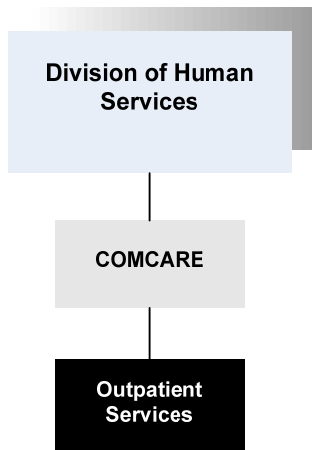 Division of Human
Services
COMCARE
Outpatient
Services